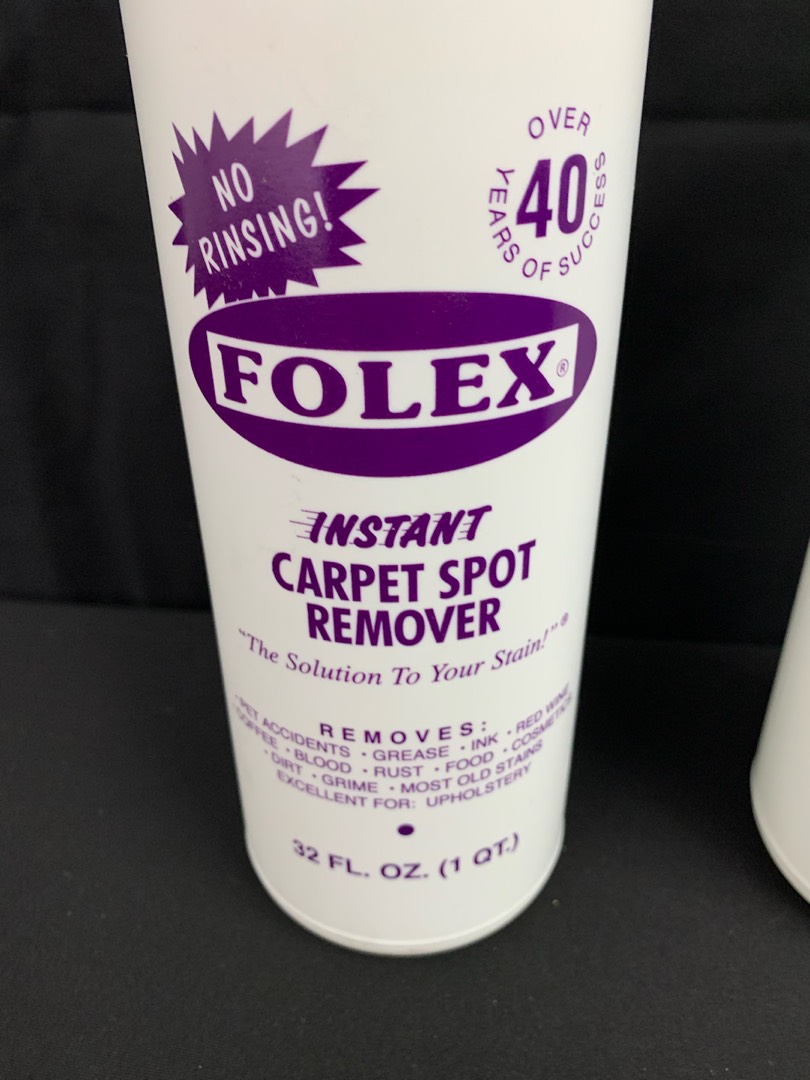 NO
RINSING!
OVER
40
YEARS OF SUCCESS
FOLEX®
INSTANT
CARPET SPOT
REMOVER
"The Solution To Your Stain!"®
REMOVES:
• PET ACCIDENTS • GREASE • INK • RED WINE
• COFFEE • BLOOD • RUST • FOOD • COSMETICS
• DIRT • GRIME • MOST OLD STAINS
EXCELLENT FOR: UPHOLSTERY
32 FL. OZ. (1 QT.)